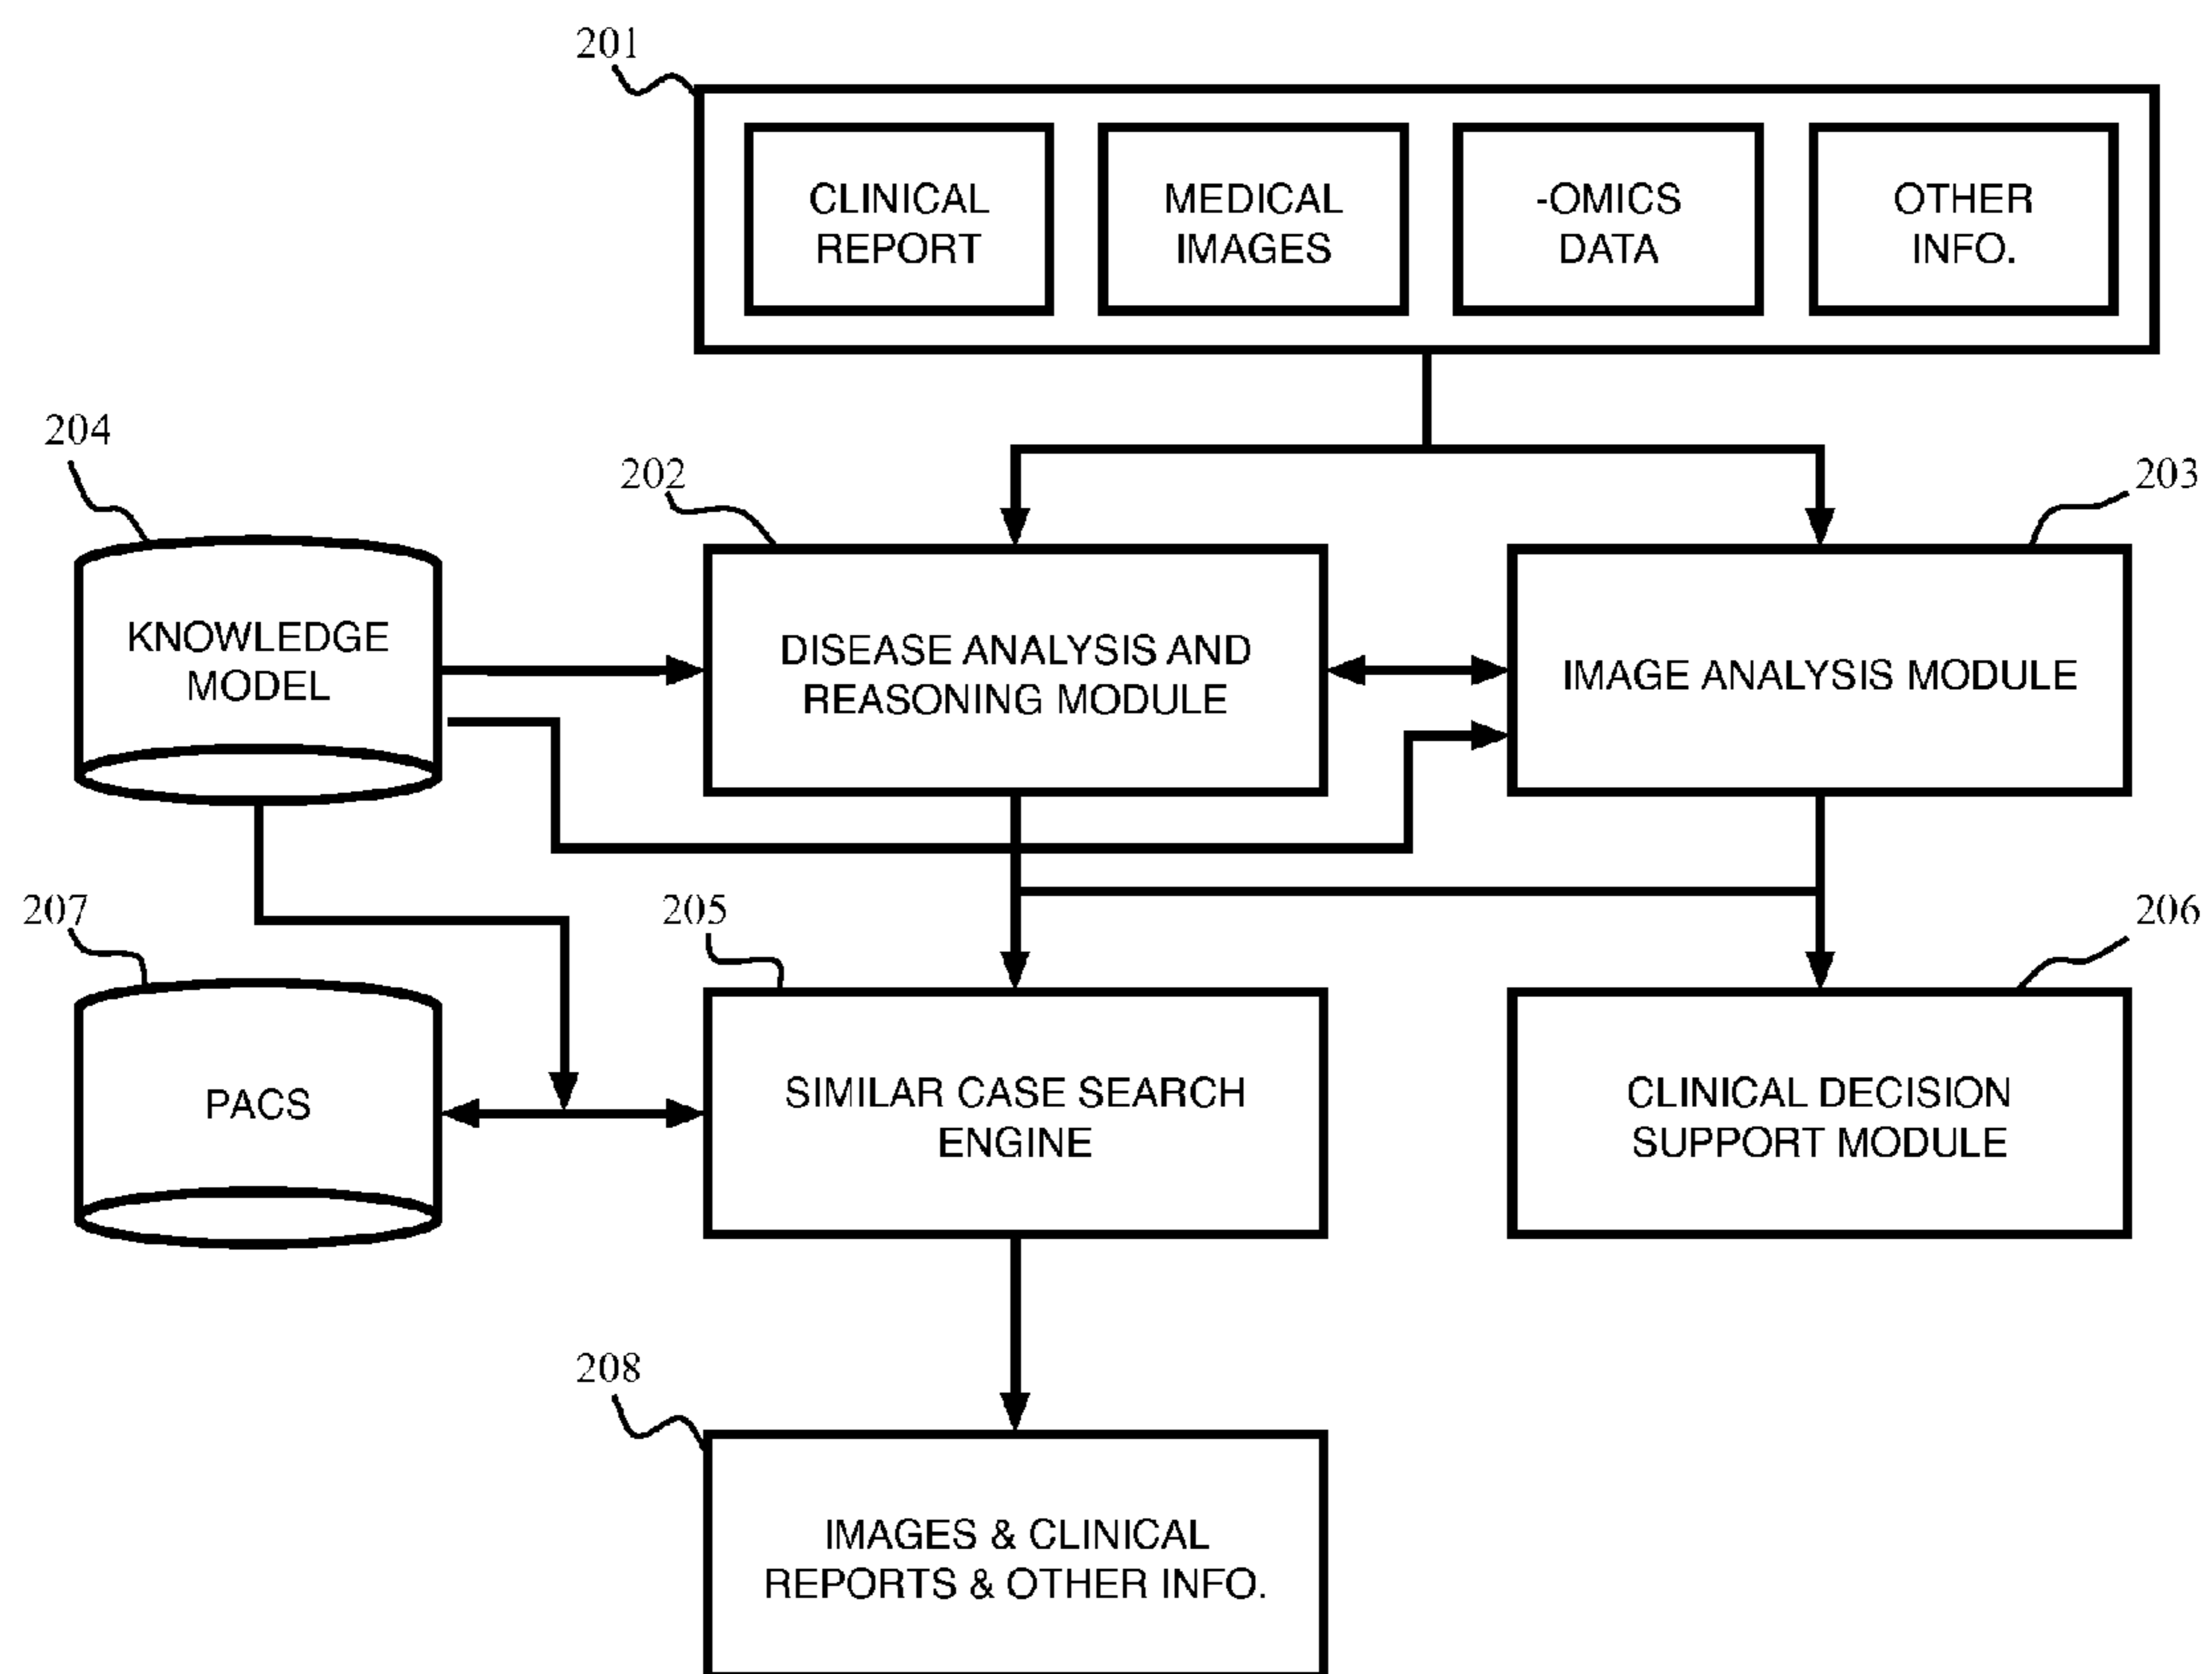 201
CLINICAL
REPORT
MEDICAL
IMAGES
-OMICS
DATA
OTHER
INFO.
204
202
203
KNOWLEDGE
MODEL
DISEASE ANALYSIS AND
REASONING MODULE
IMAGE ANALYSIS MODULE
207
205
206
PACS
SIMILAR CASE SEARCH
ENGINE
CLINICAL DECISION
SUPPORT MODULE
208
IMAGES & CLINICAL
REPORTS & OTHER INFO.